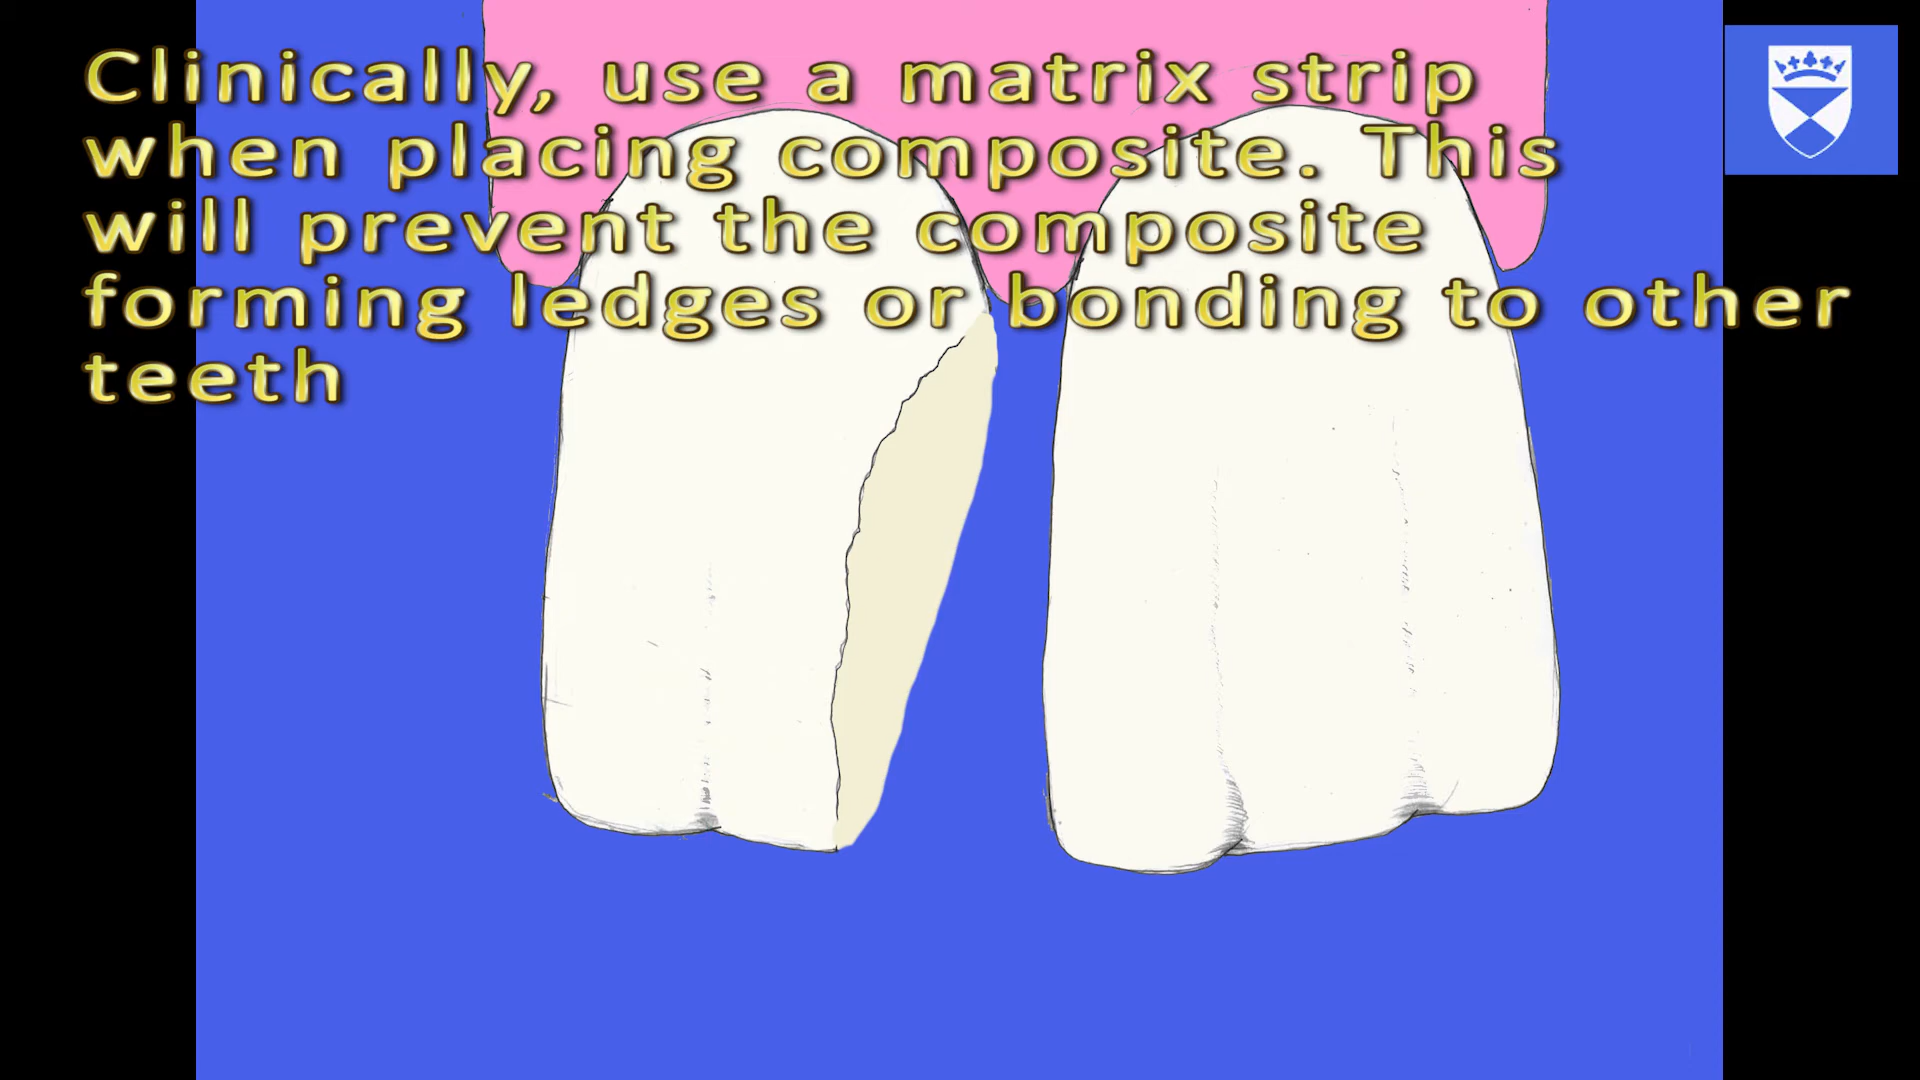 Clinically, use a matrix strip
when placing composite. This
will prevent the composite
forming ledges or bonding to other
teeth